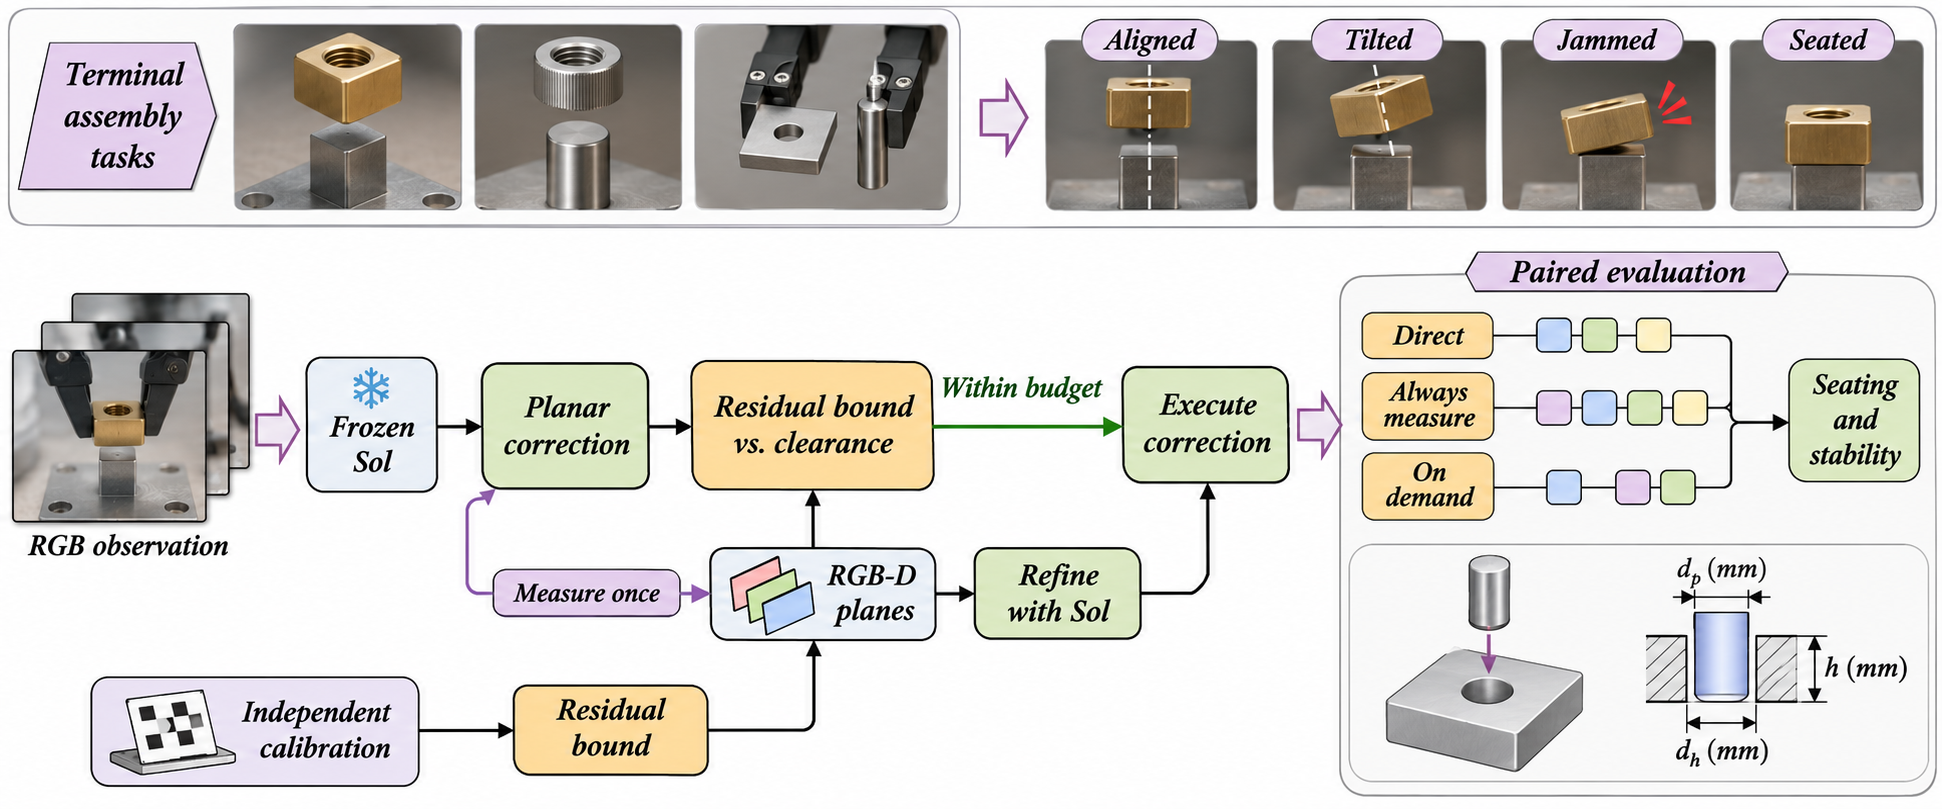 Terminal
assembly
tasks
Aligned
Tilted
Jammed
Seated
RGB observation
Frozen
Sol
Planar
correction
Residual bound
vs. clearance
Within budget
Execute
correction
Measure once
RGB-D
planes
Refine
with Sol
Independent
calibration
Residual
bound
Paired evaluation
Direct
Always
measure
On
demand
Seating
and
stability
d_p (mm)
h (mm)
d_h (mm)